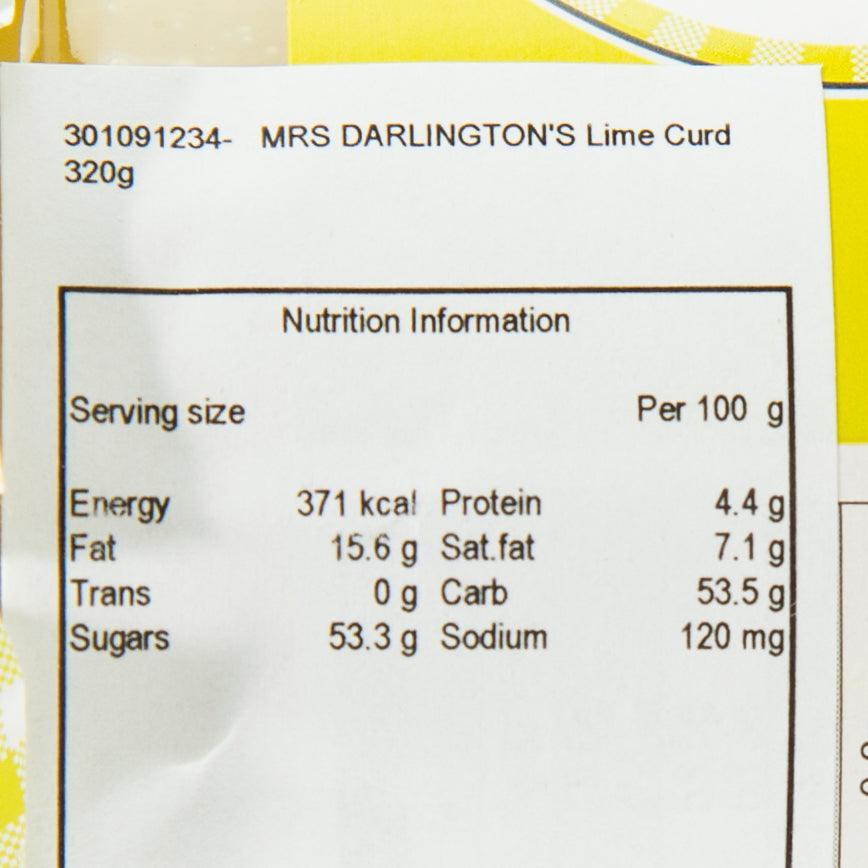 301091234- MRS DARLINGTON'S Lime Curd
320g
Nutrition Information
Serving size Per 100 g
Energy 371 kcal Protein 4.4 g
Fat 15.6 g Sat.fat 7.1 g
Trans 0 g Carb 53.5 g
Sugars 53.3 g Sodium 120 mg